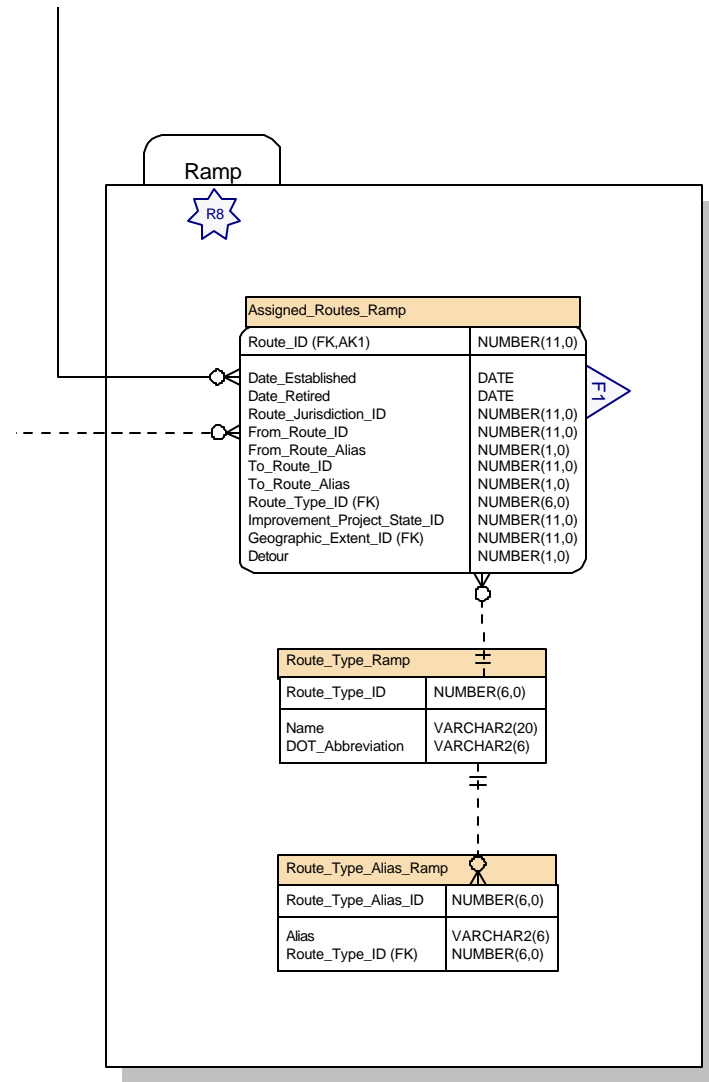 Ramp
R8
Assigned_Routes_Ramp
Route_ID (FK,AK1) NUMBER(11,0)
Date_Established DATE
Date_Retired DATE
Route_Jurisdiction_ID NUMBER(11,0)
From_Route_ID NUMBER(11,0)
From_Route_Alias NUMBER(1,0)
To_Route_ID NUMBER(11,0)
To_Route_Alias NUMBER(1,0)
Route_Type_ID (FK) NUMBER(6,0)
Improvement_Project_State_ID NUMBER(11,0)
Geographic_Extent_ID (FK) NUMBER(11,0)
Detour NUMBER(1,0)
F1
Route_Type_Ramp
Route_Type_ID NUMBER(6,0)
Name VARCHAR2(20)
DOT_Abbreviation VARCHAR2(6)
Route_Type_Alias_Ramp
Route_Type_Alias_ID NUMBER(6,0)
Alias VARCHAR2(6)
Route_Type_ID (FK) NUMBER(6,0)